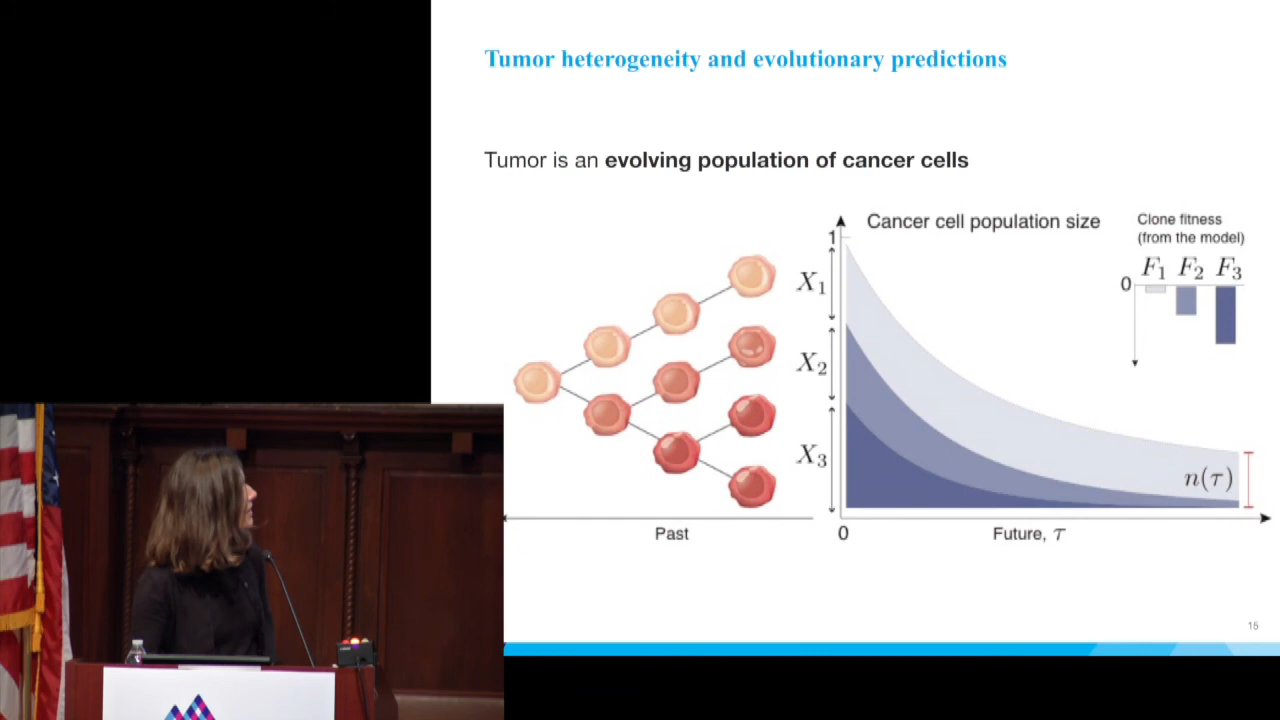 Tumor heterogeneity and evolutionary predictions
Tumor is an evolving population of cancer cells
Cancer cell population size
Clone fitness
(from the model)
F₁ F₂ F₃
0
1
X₁
X₂
X₃
n(τ)
Past
0
Future, τ
15